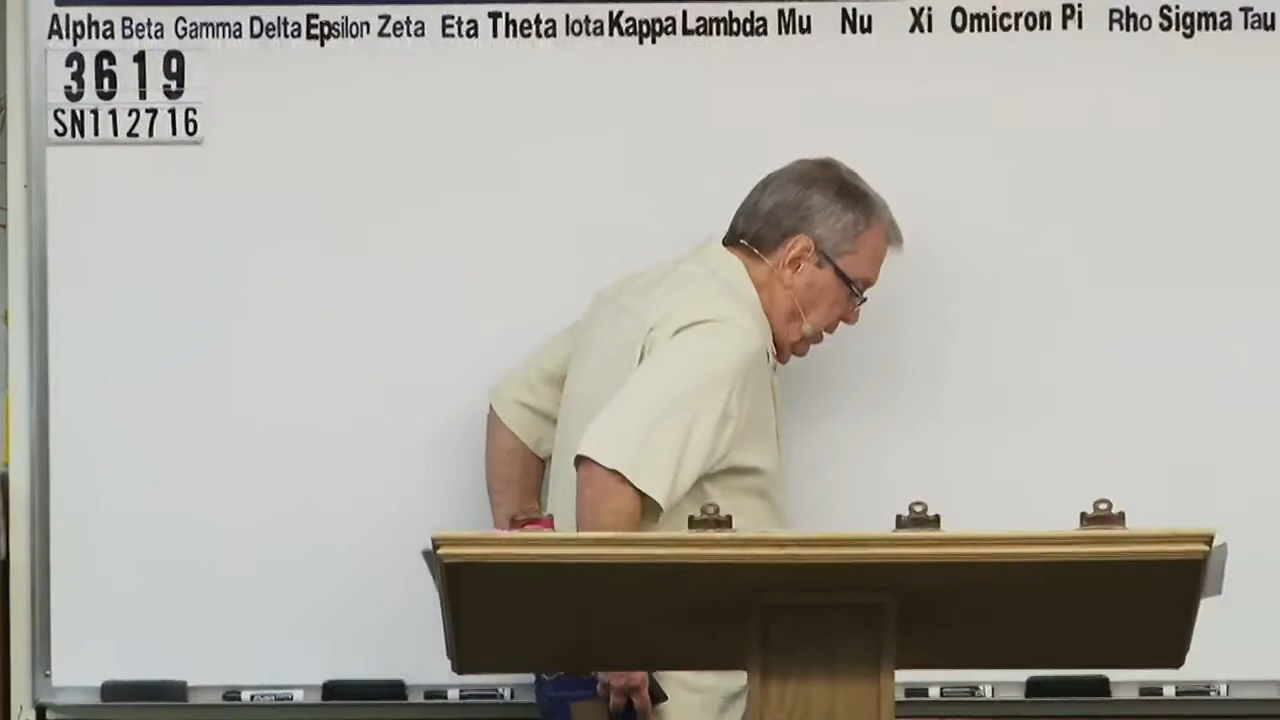 Alpha Beta Gamma Delta Epsilon Zeta Eta Theta Iota Kappa Lambda Mu Nu Xi Omicron Pi Rho Sigma Tau
3619
SN112716